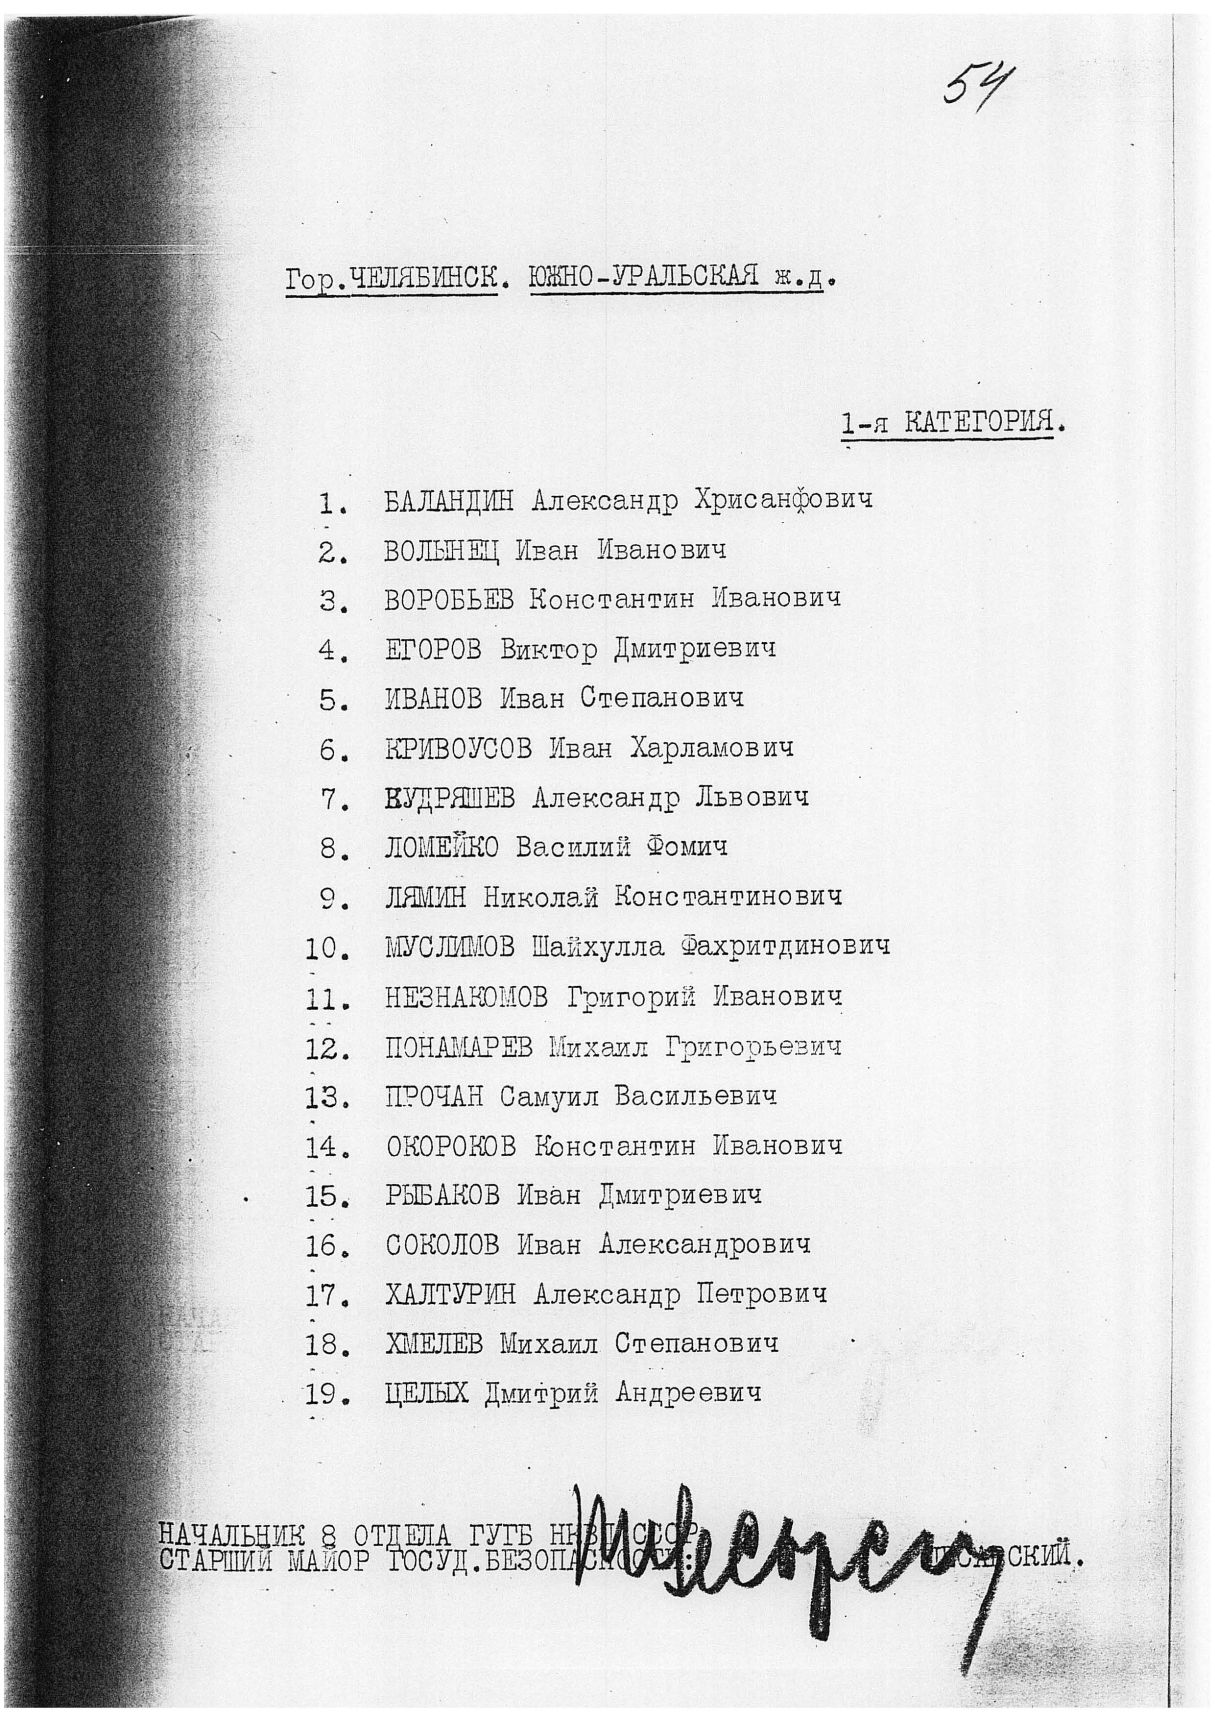 54
Гор.ЧЕЛЯБИНСК. ЮЖНО-УРАЛЬСКАЯ ж.д.
1-я КАТЕГОРИЯ.
1. БАЛАНДИН Александр Хрисанфович
2. ВОЛЫНЕЦ Иван Иванович
3. ВОРОБЬЕВ Константин Иванович
4. ЕГОРОВ Виктор Дмитриевич
5. ИВАНОВ Иван Степанович
6. КРИВОУСОВ Иван Харламович
7. КУДРЯШЕВ Александр Львович
8. ЛОМЕЙКО Василий Фомич
9. ЛЯМИН Николай Константинович
10. МУСЛИМОВ Шайхулла Фахритдинович
11. НЕЗНАКОМОВ Григорий Иванович
12. ПОНАМАРЕВ Михаил Григорьевич
13. ПРОЧАН Самуил Васильевич
14. ОКОРОКОВ Константин Иванович
15. РЫБАКОВ Иван Дмитриевич
16. СОКОЛОВ Иван Александрович
17. ХАЛТУРИН Александр Петрович
18. ХМЕЛЕВ Михаил Степанович
19. ЦЕЛЫХ Дмитрий Андреевич
НАЧАЛЬНИК 8 ОТДЕЛА ГУГБ НКВД СССР
СТАРШИЙ МАЙОР ГОСУД.БЕЗОПАСНОСТИ: